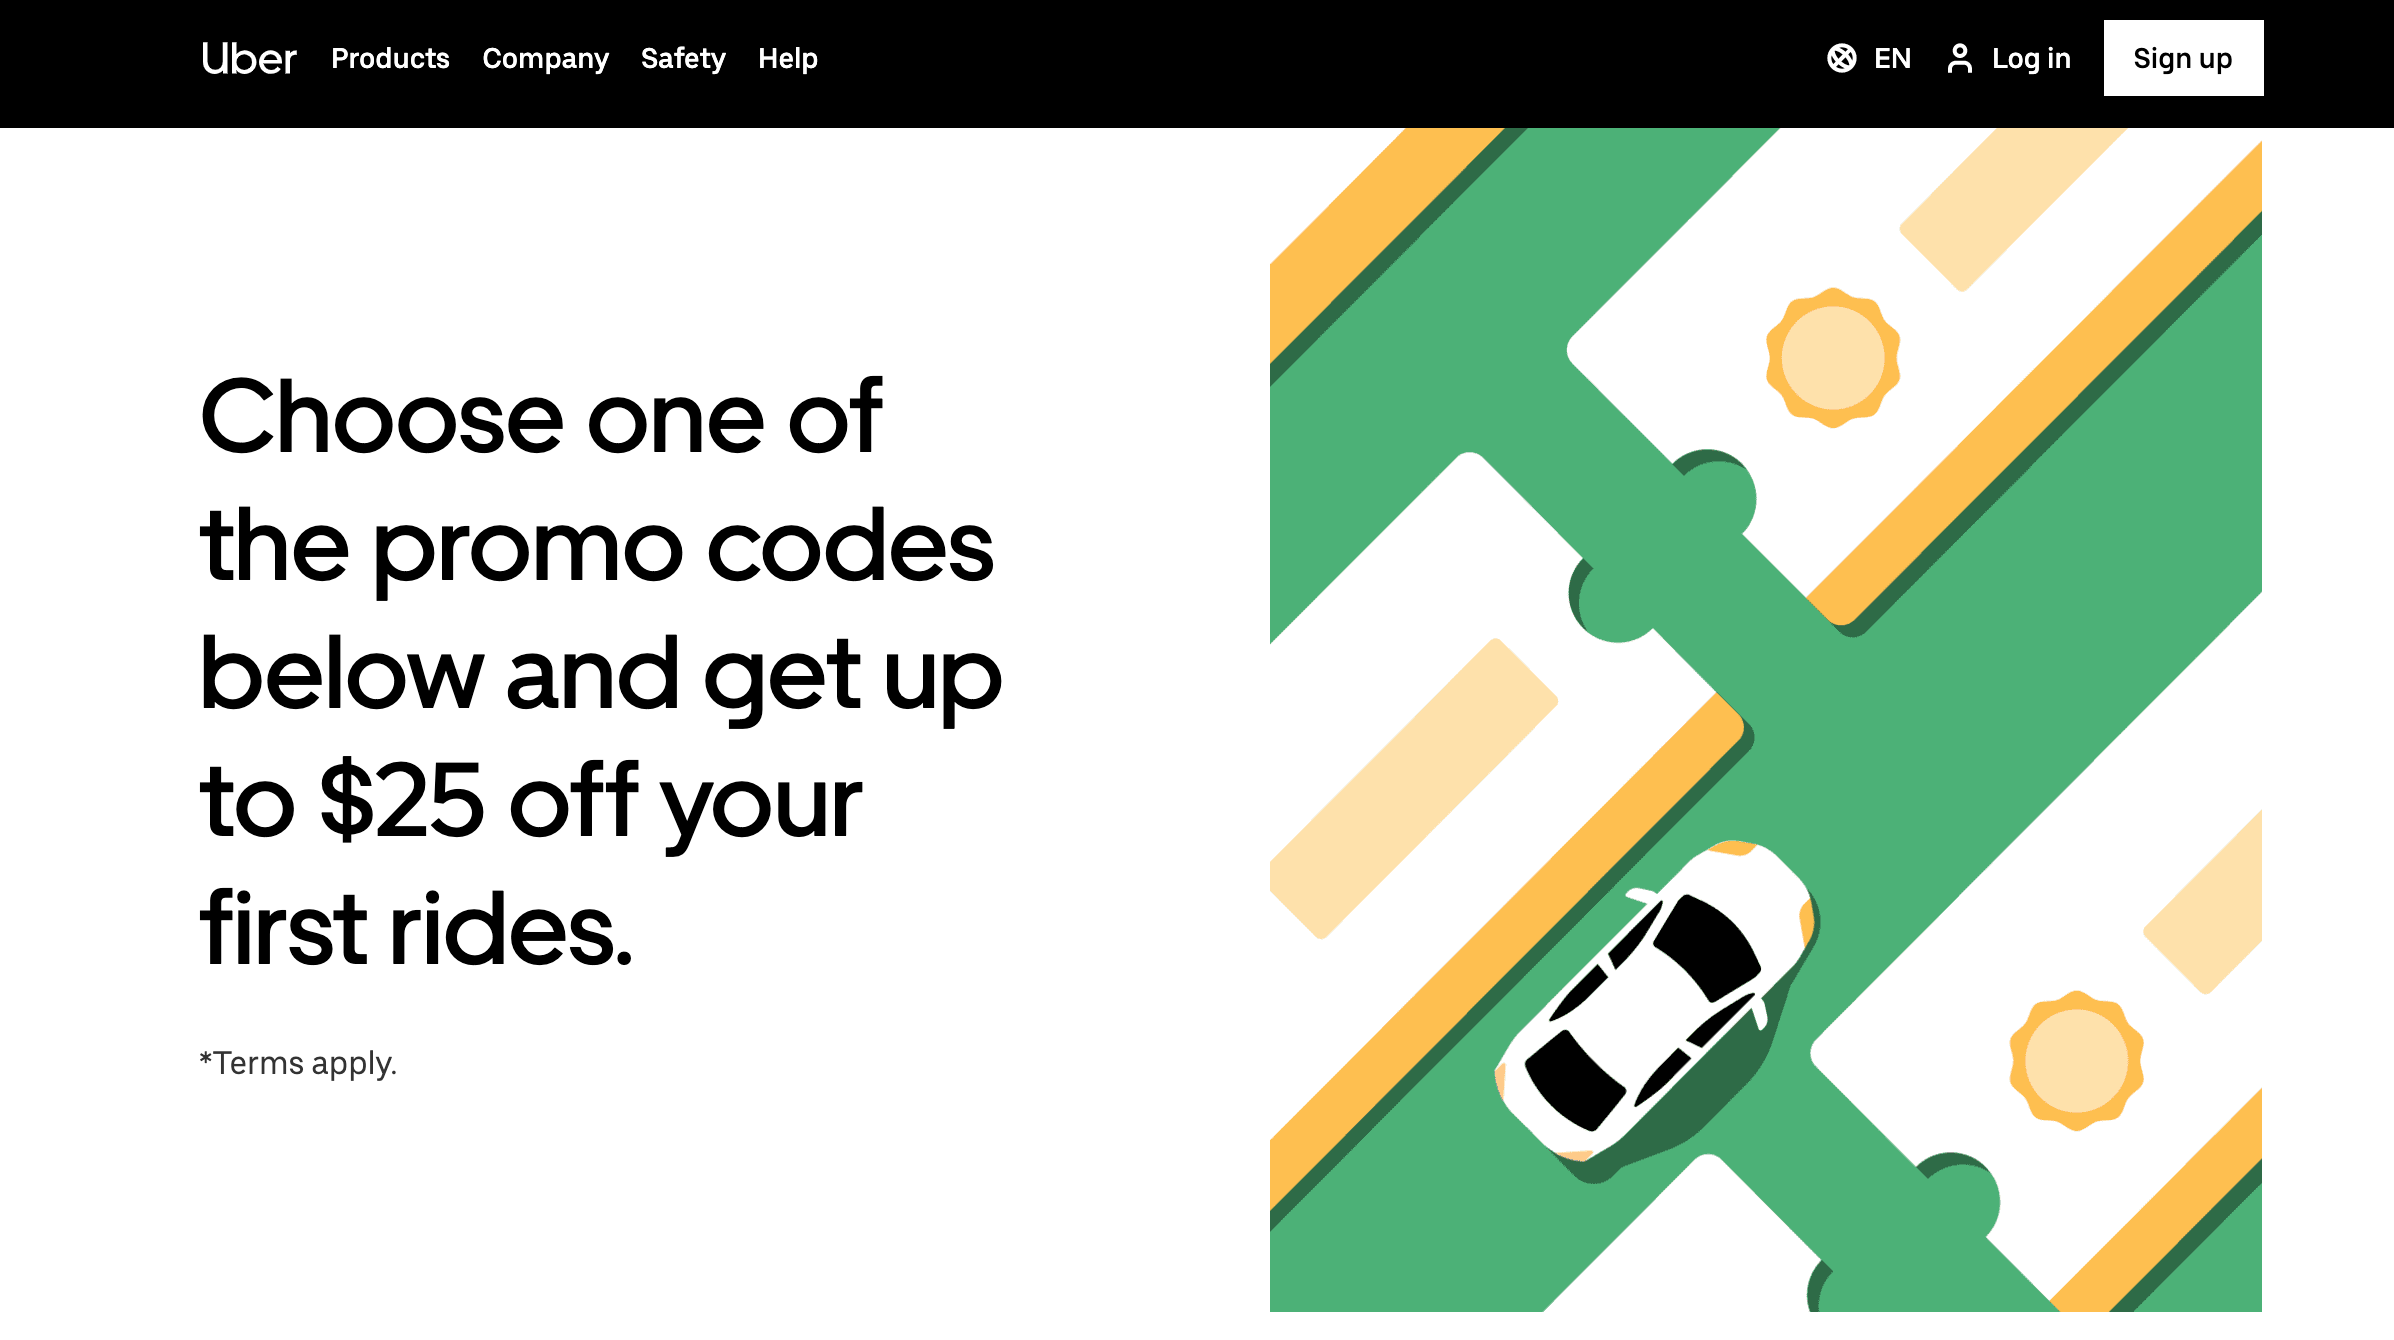 Uber Products Company Safety Help EN Log in Sign up
Choose one of
the promo codes
below and get up
to $25 off your
first rides.
*Terms apply.